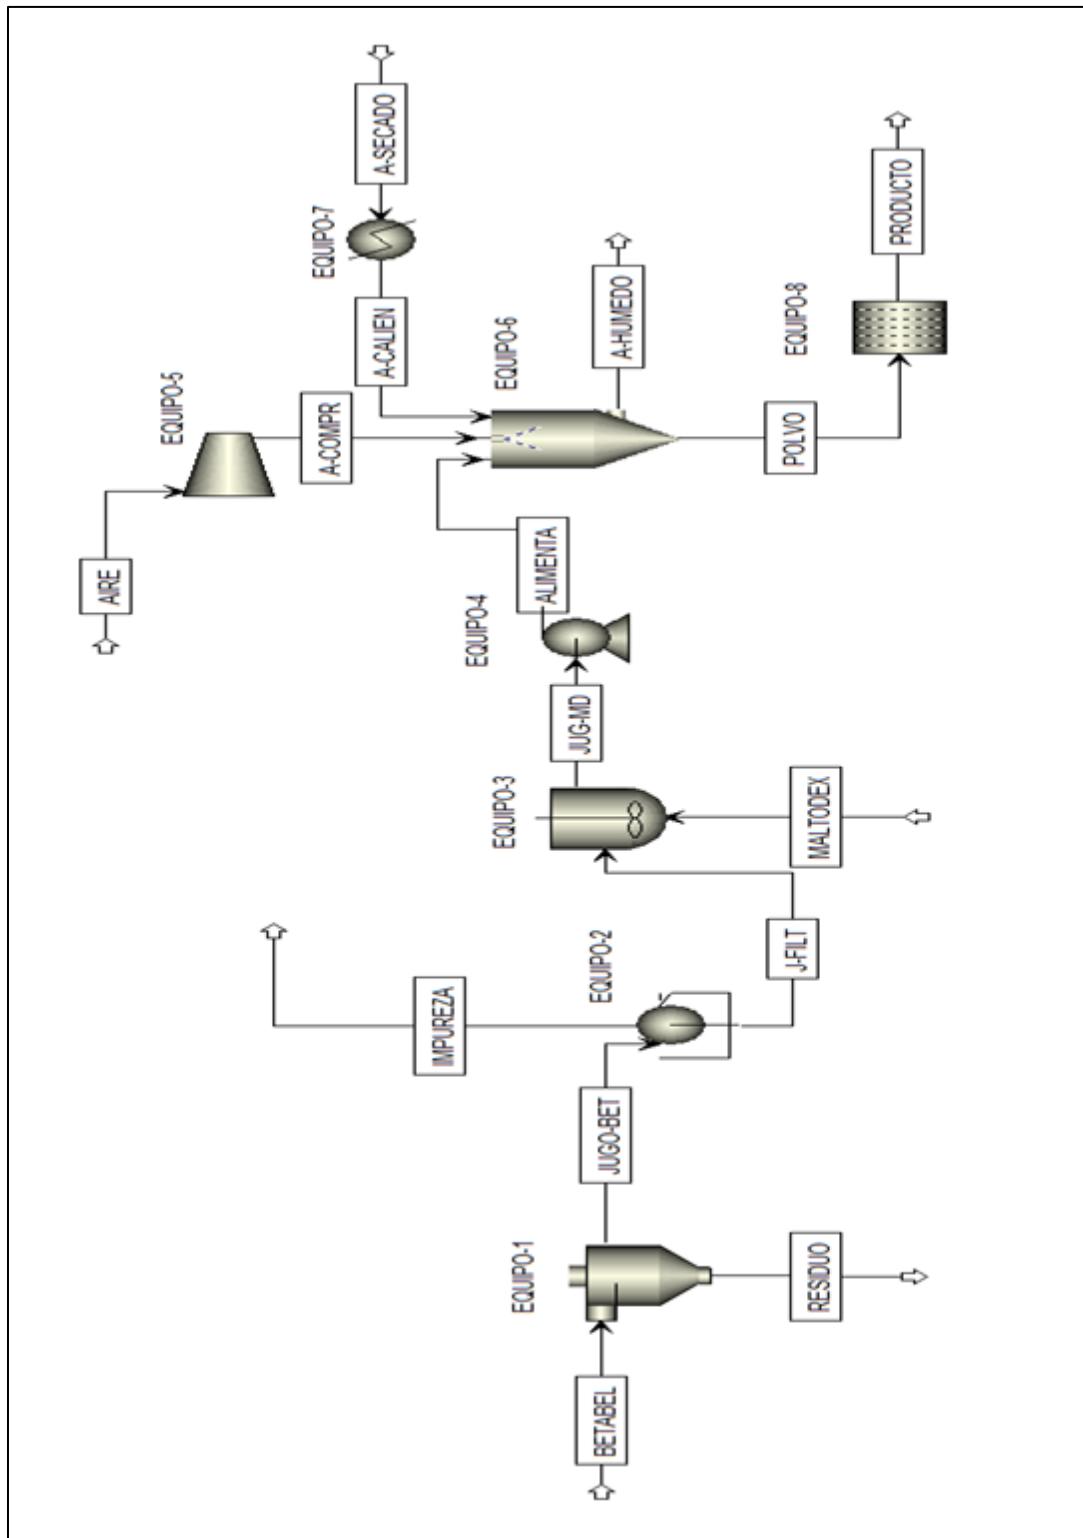 BETABEL
EQUIPO-1
RESIDUO
JUGO-BET
EQUIPO-2
IMPUREZA
J-FILT
EQUIPO-3
MALTODEX
JUG-MD
EQUIPO-4
ALIMENTA
AIRE
EQUIPO-5
A-COMPR
EQUIPO-6
A-CALIEN
EQUIPO-7
A-SECADO
A-HUMEDO
POLVO
EQUIPO-8
PRODUCTO